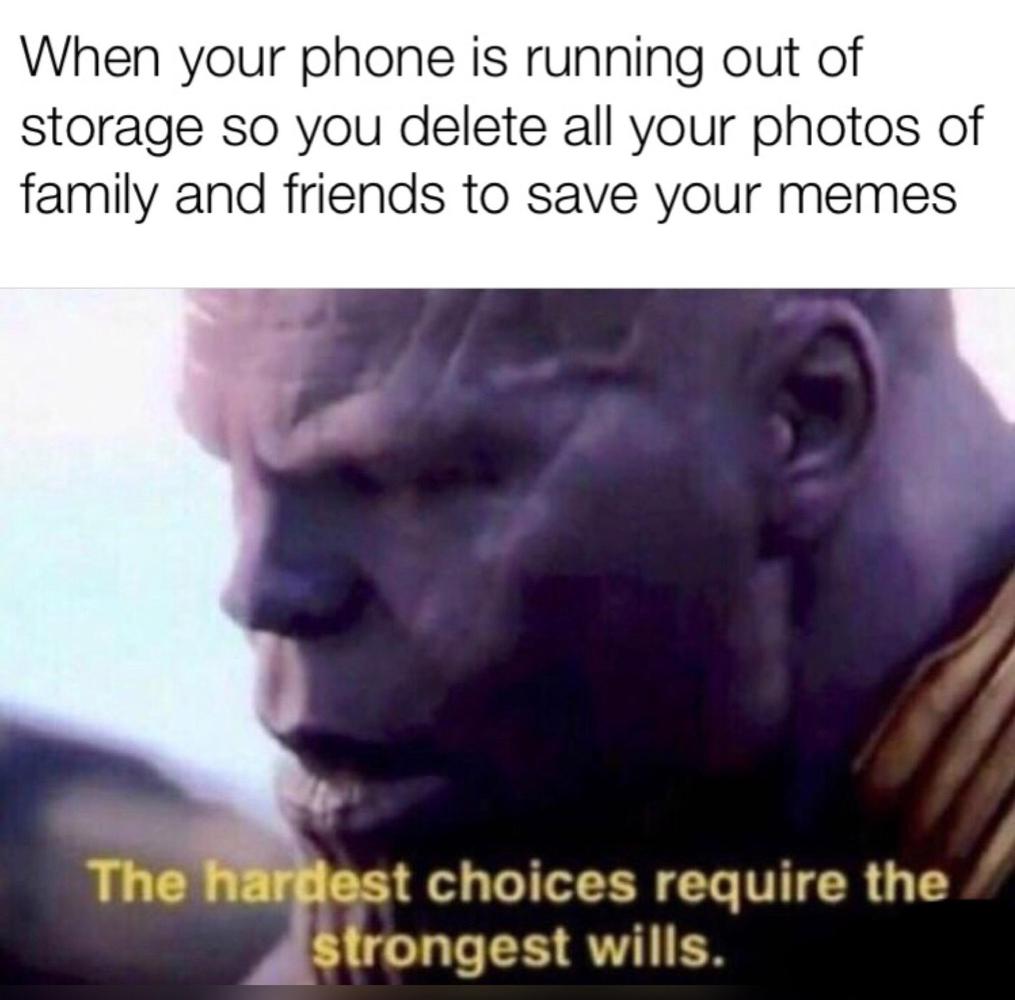 When your phone is running out of
storage so you delete all your photos of
family and friends to save your memes
The hardest choices require the
strongest wills.